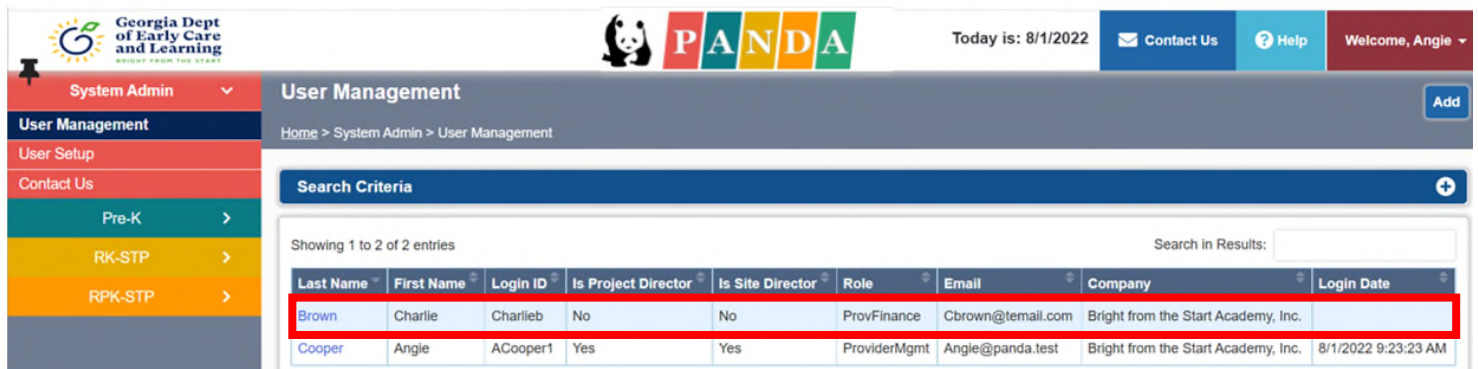 Georgia Dept
of Early Care
and Learning
BRIGHT FROM THE START
PANDA
Today is: 8/1/2022
Contact Us
Help
Welcome, Angie
System Admin
User Management
User Setup
Contact Us
Pre-K
RK-STP
RPK-STP
User Management
Add
Home > System Admin > User Management
Search Criteria
Showing 1 to 2 of 2 entries
Search in Results:
Last Name First Name Login ID Is Project Director Is Site Director Role Email Company Login Date
Brown Charlie Charlieb No No ProvFinance Cbrown@temail.com Bright from the Start Academy, Inc.
Cooper Angie ACooper1 Yes Yes ProviderMgmt Angie@panda.test Bright from the Start Academy, Inc. 8/1/2022 9:23:23 AM